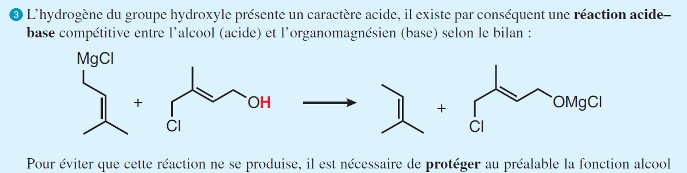 3 L'hydrogène du groupe hydroxyle présente un caractère acide, il existe par conséquent une réaction acide–
base compétitive entre l'alcool (acide) et l'organomagnésien (base) selon le bilan :
MgCl
+ OH + OMgCl
Cl Cl
Pour éviter que cette réaction ne se produise, il est nécessaire de protéger au préalable la fonction alcool